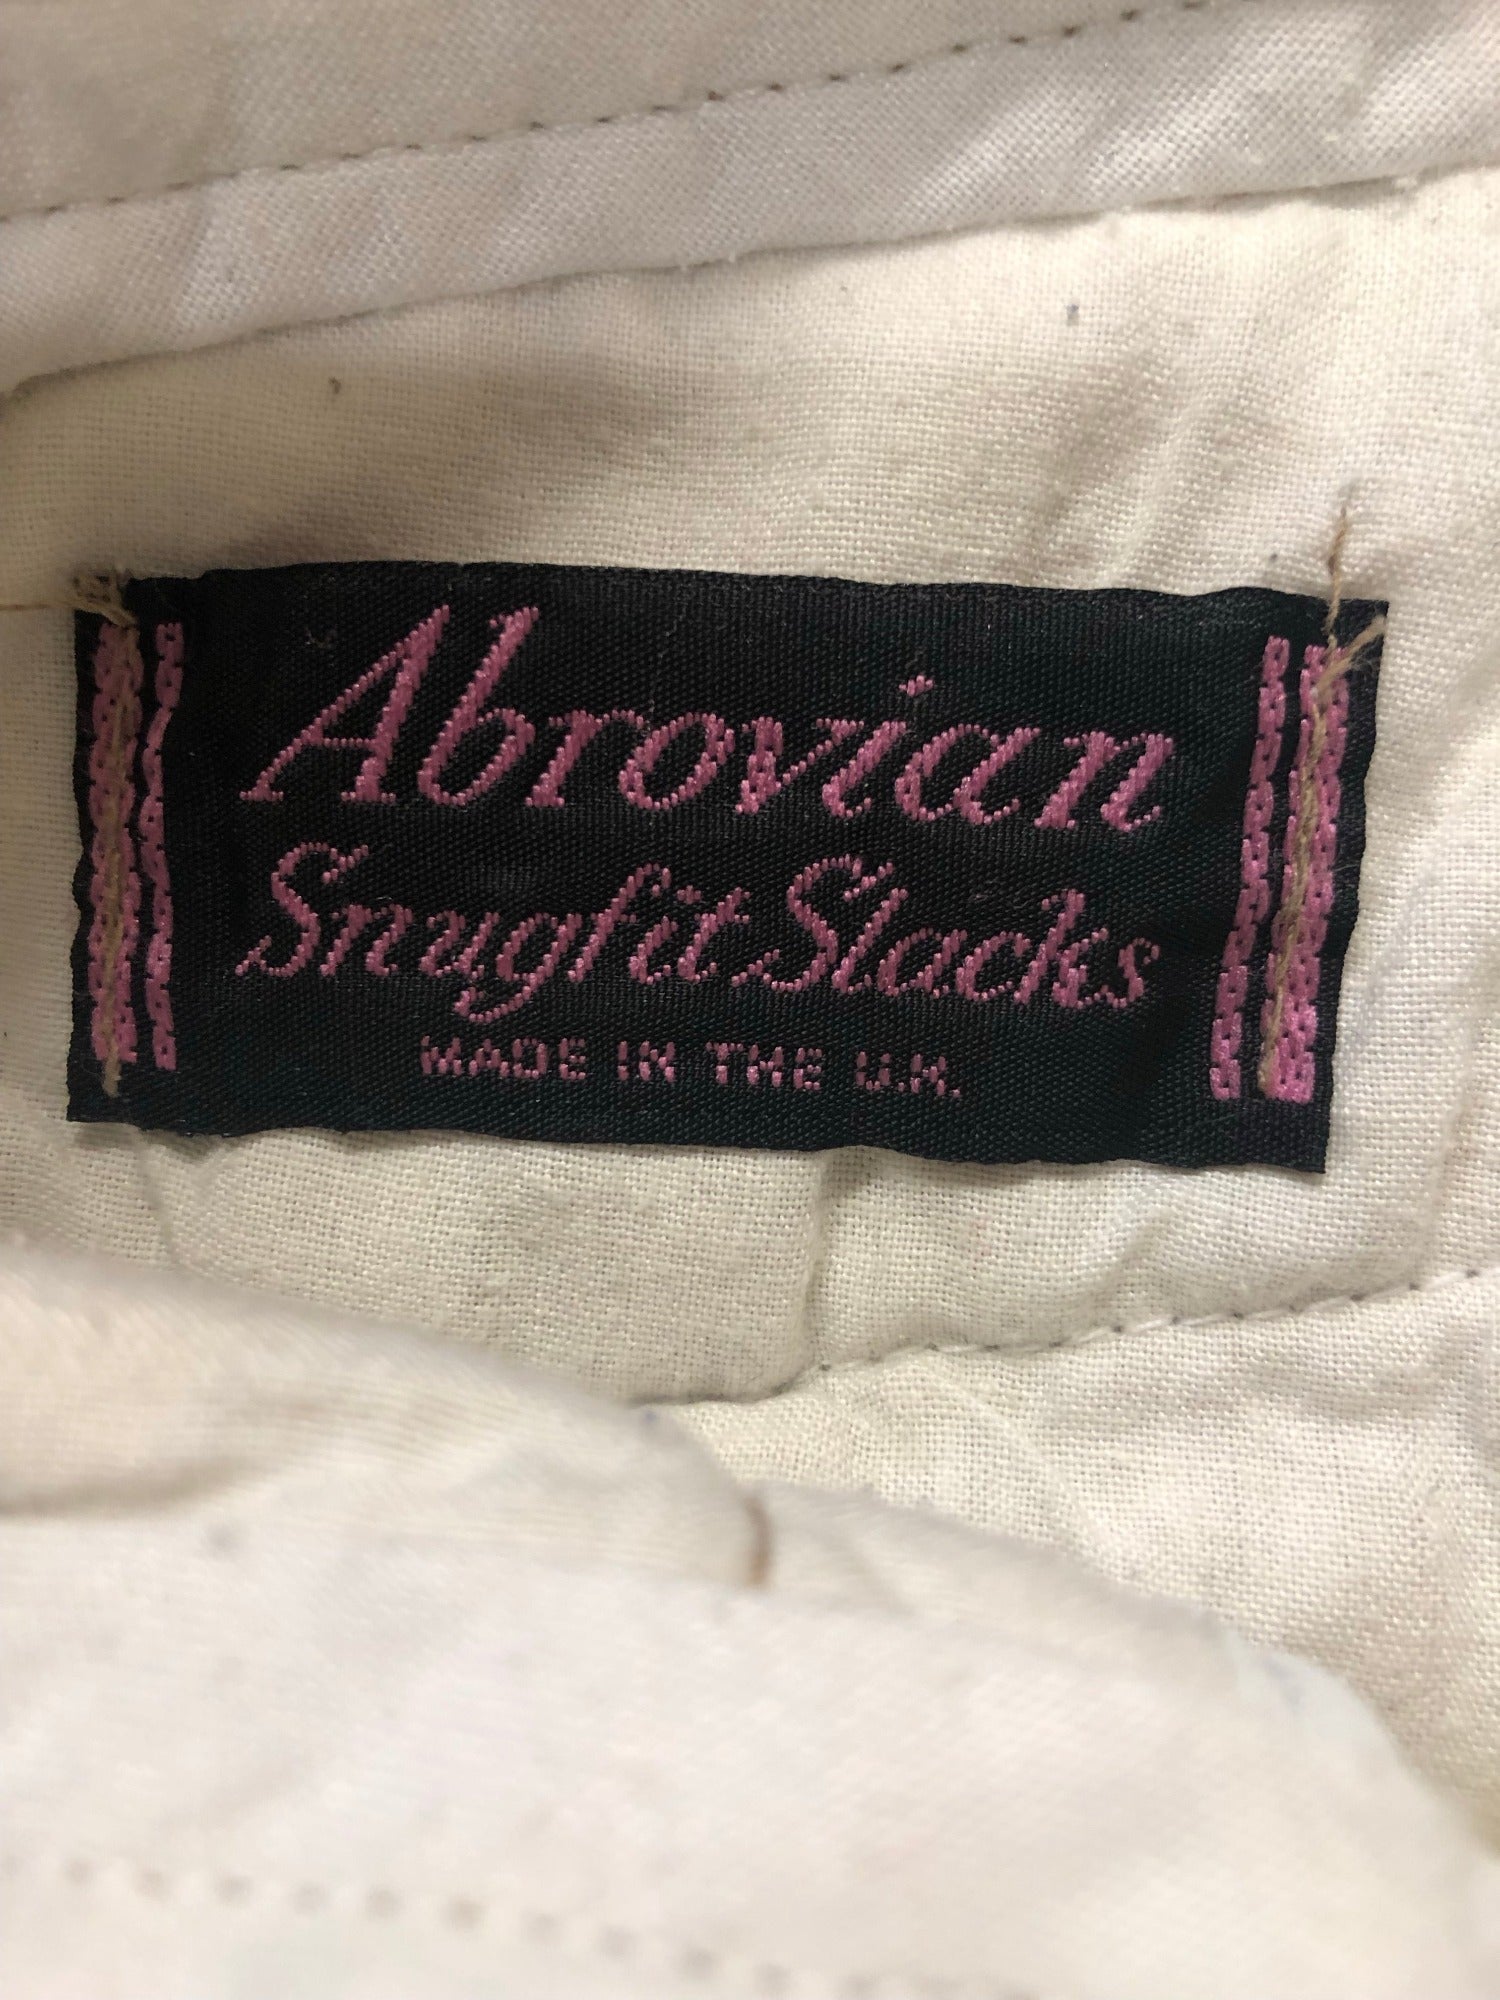 Abrovian
Snugfit Slacks
MADE IN THE U.K.